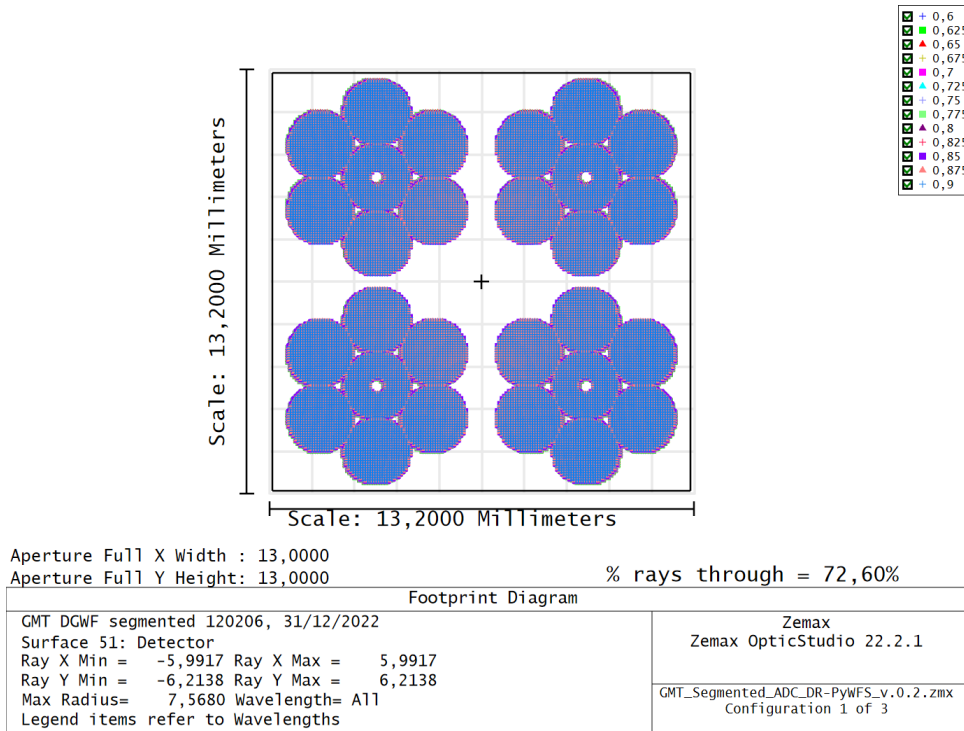 0,6
0,625
0,65
0,675
0,7
0,725
0,75
0,775
0,8
0,825
0,85
0,875
0,9
Scale: 13,2000 Millimeters
Scale: 13,2000 Millimeters
Aperture Full X Width : 13,0000
Aperture Full Y Height: 13,0000
% rays through = 72,60%
Footprint Diagram
GMT DGWF segmented 120206, 31/12/2022
Surface 51: Detector
Ray X Min = -5,9917 Ray X Max = 5,9917
Ray Y Min = -6,2138 Ray Y Max = 6,2138
Max Radius= 7,5680 Wavelength= All
Legend items refer to Wavelengths
Zemax
Zemax OpticStudio 22.2.1
GMT_Segmented_ADC_DR-PyWFS_v.0.2.zmx
Configuration 1 of 3